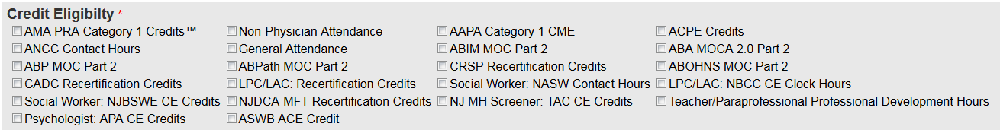 Credit Eligibilty *
AMA PRA Category 1 Credits™ Non-Physician Attendance AAPA Category 1 CME ACPE Credits
ANCC Contact Hours General Attendance ABIM MOC Part 2 ABA MOCA 2.0 Part 2
ABP MOC Part 2 ABPath MOC Part 2 CRSP Recertification Credits ABOHNS MOC Part 2
CADC Recertification Credits LPC/LAC: Recertification Credits Social Worker: NASW Contact Hours LPC/LAC: NBCC CE Clock Hours
Social Worker: NJBSWE CE Credits NJDCA-MFT Recertification Credits NJ MH Screener: TAC CE Credits Teacher/Paraprofessional Professional Development Hours
Psychologist: APA CE Credits ASWB ACE Credit